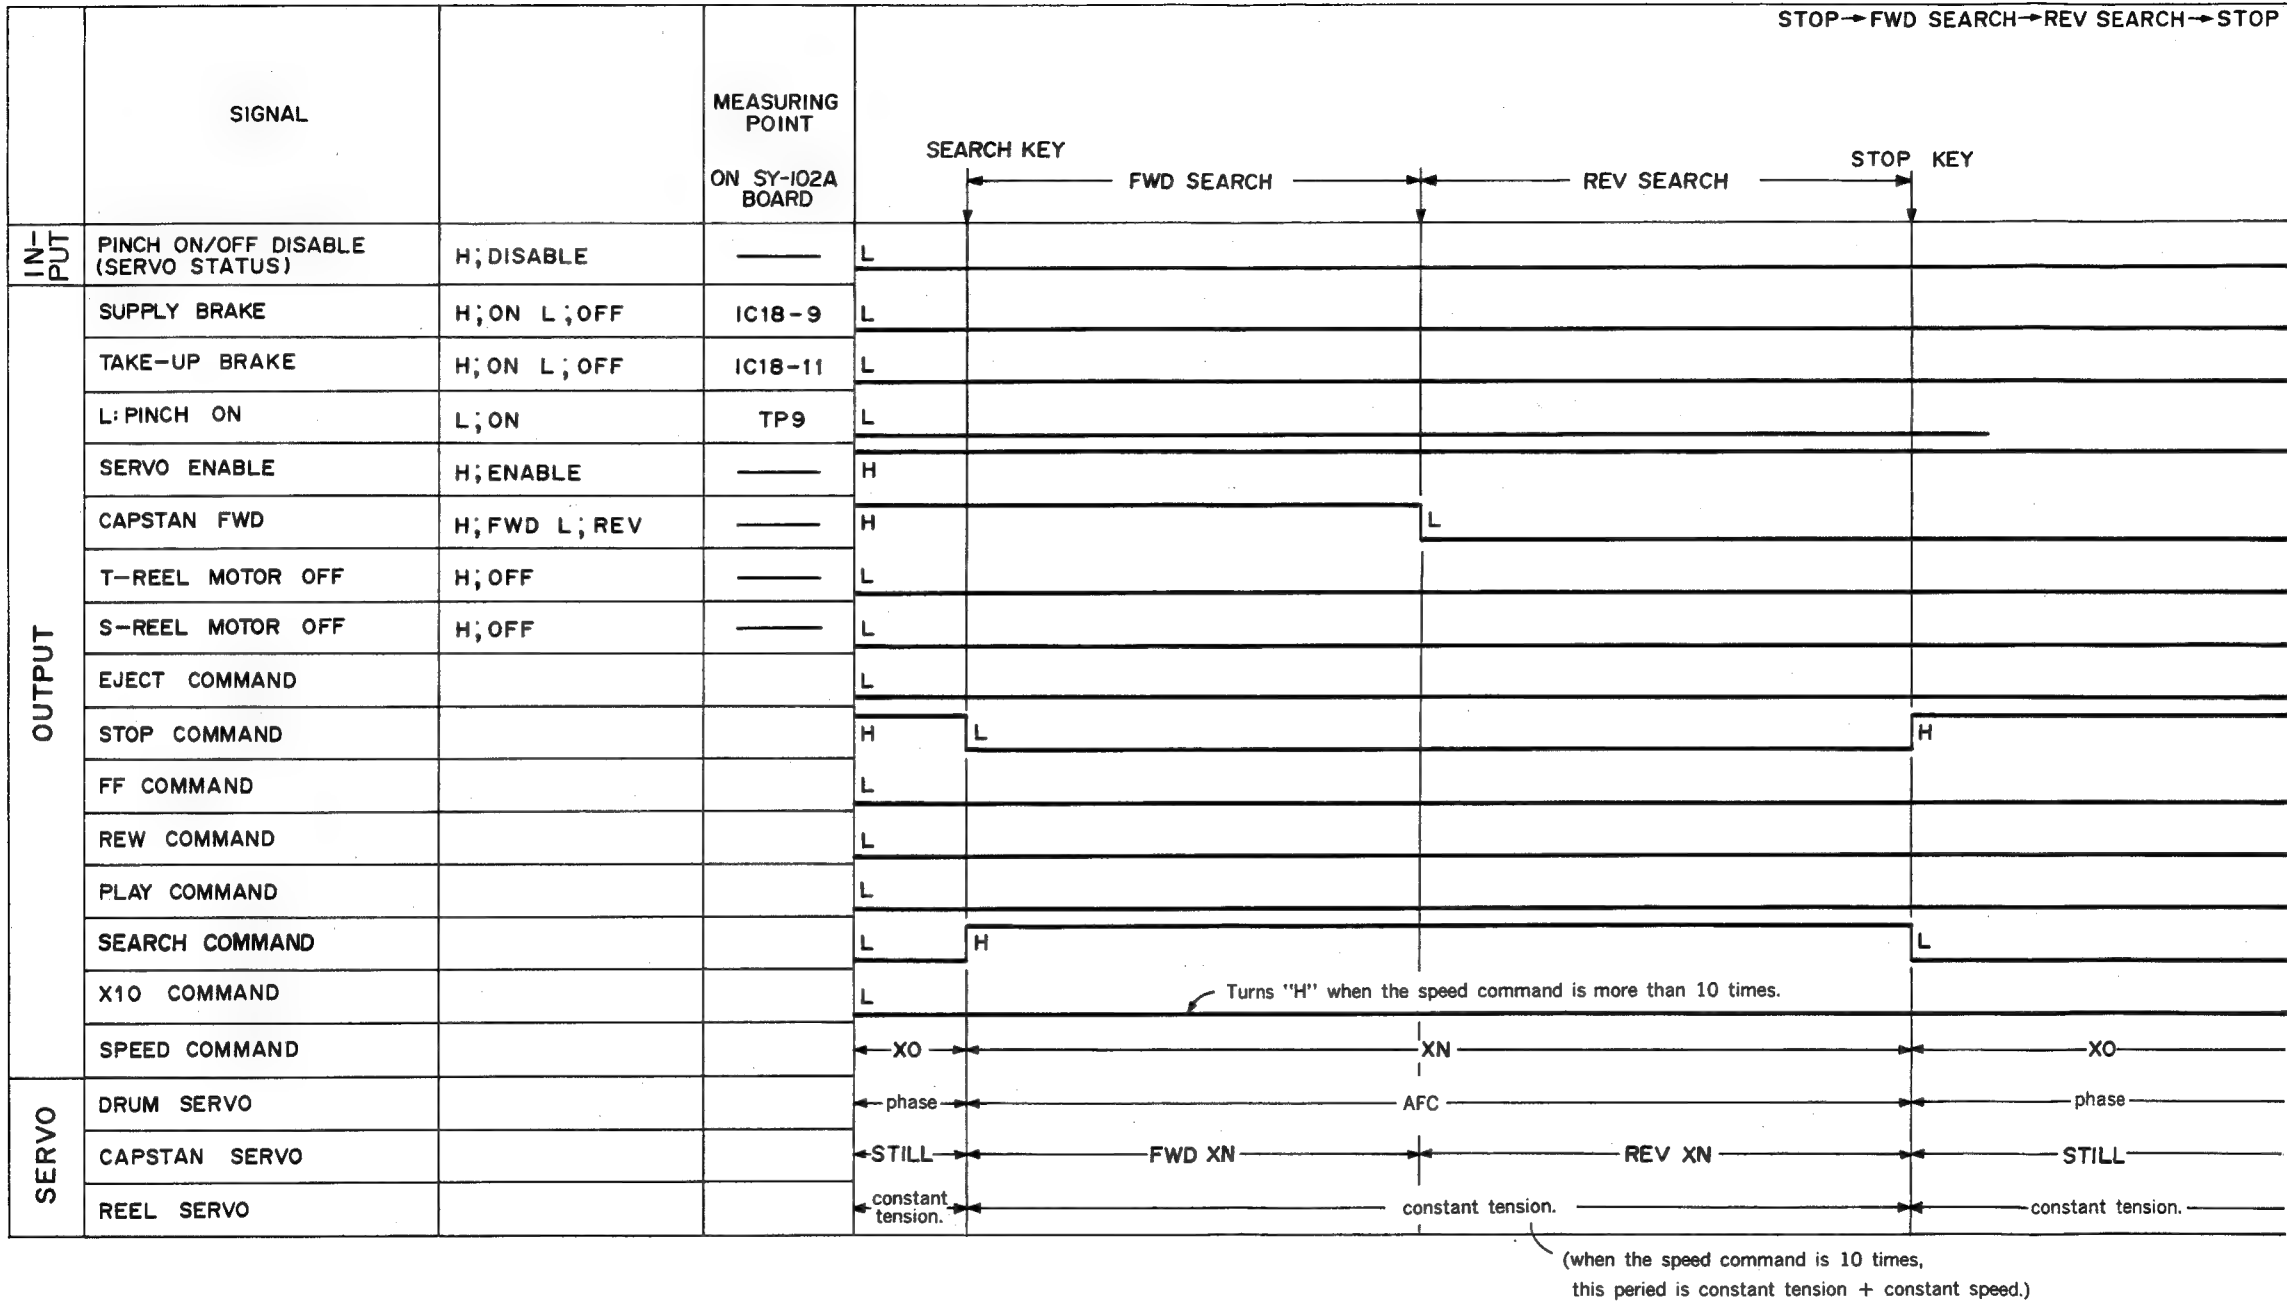 STOP→FWD SEARCH→REV SEARCH→STOP
SIGNAL
MEASURING
POINT
ON SY-102A
BOARD
SEARCH KEY
FWD SEARCH
REV SEARCH
STOP KEY
IN-
PUT
PINCH ON/OFF DISABLE
(SERVO STATUS)
H; DISABLE
L
OUTPUT
SUPPLY BRAKE
H; ON L; OFF
IC18-9
L
TAKE-UP BRAKE
H; ON L; OFF
IC18-11
L
L: PINCH ON
L; ON
TP9
L
SERVO ENABLE
H; ENABLE
H
CAPSTAN FWD
H; FWD L; REV
H
L
T-REEL MOTOR OFF
H; OFF
L
S-REEL MOTOR OFF
H; OFF
L
EJECT COMMAND
L
STOP COMMAND
H
L
H
FF COMMAND
L
REW COMMAND
L
PLAY COMMAND
L
SEARCH COMMAND
L
H
L
X10 COMMAND
L
Turns "H" when the speed command is more than 10 times.
SPEED COMMAND
XO
XN
XO
SERVO
DRUM SERVO
phase
AFC
phase
CAPSTAN SERVO
STILL
FWD XN
REV XN
STILL
REEL SERVO
constant
tension.
constant tension.
constant tension.
(when the speed command is 10 times,
this peried is constant tension + constant speed.)